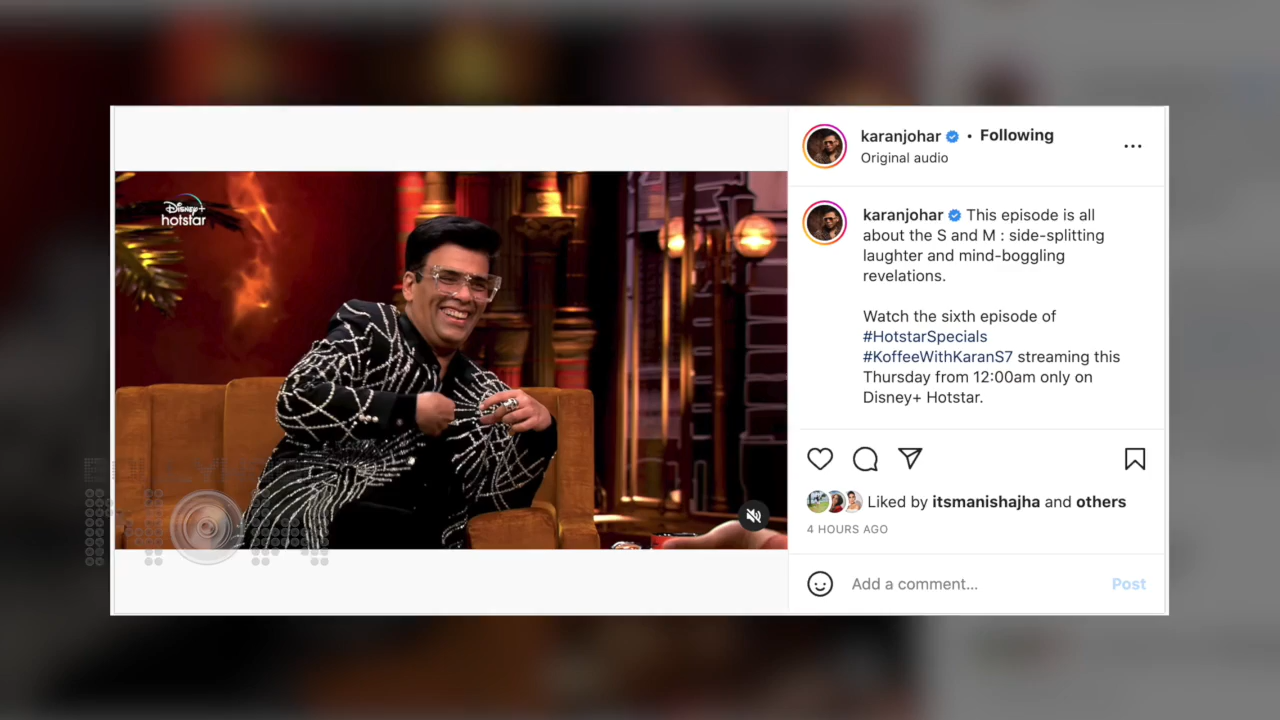 Disney+
hotstar
karanjohar • Following
Original audio
karanjohar This episode is all
about the S and M : side-splitting
laughter and mind-boggling
revelations.
Watch the sixth episode of
#HotstarSpecials
#KoffeeWithKaranS7 streaming this
Thursday from 12:00am only on
Disney+ Hotstar.
Liked by itsmanishajha and others
4 HOURS AGO
Add a comment...
Post